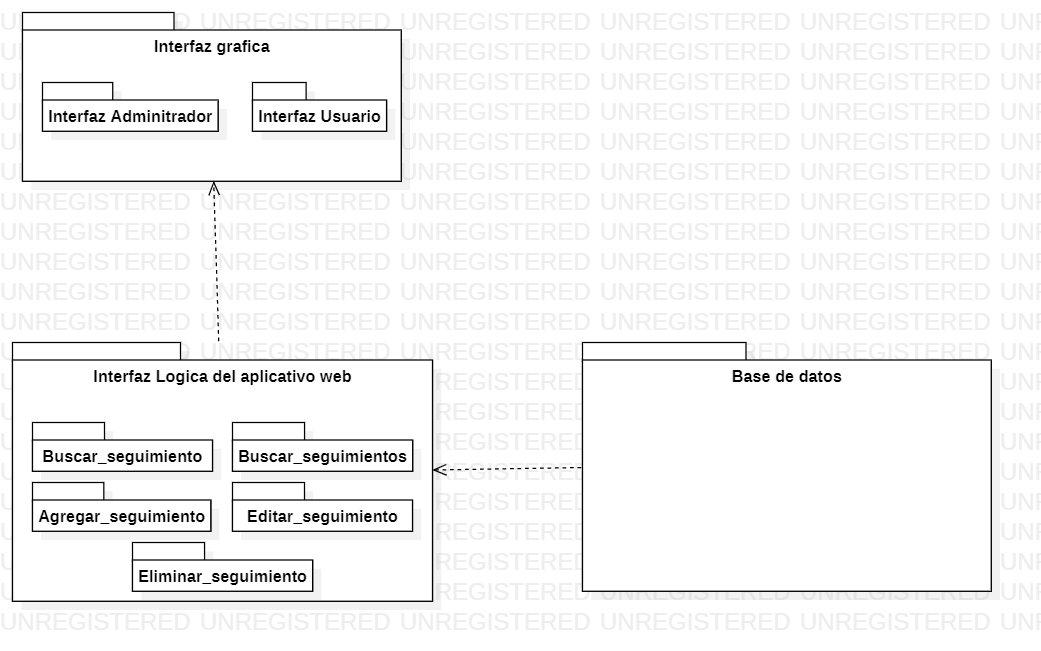 Interfaz grafica
Interfaz Adminitrador
Interfaz Usuario
Interfaz Logica del aplicativo web
Buscar_seguimiento
Buscar_seguimientos
Agregar_seguimiento
Editar_seguimiento
Eliminar_seguimiento
Base de datos
UNREGISTERED